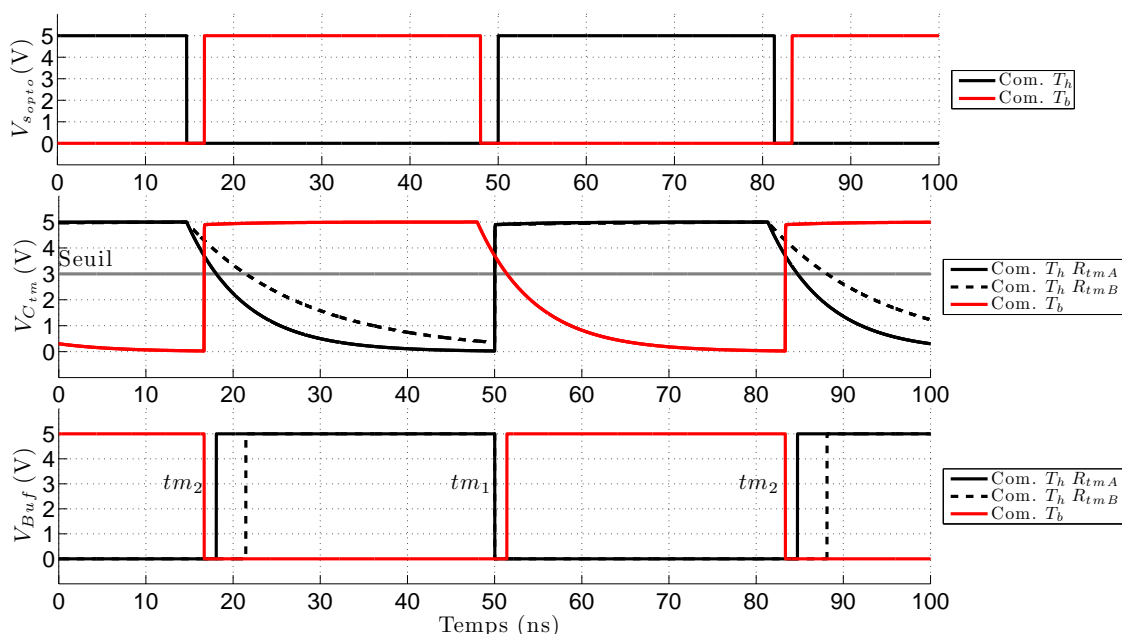 5
4
3
2
1
0
V_{s_{opto}} (V)
0 10 20 30 40 50 60 70 80 90 100
Com. T_h
Com. T_b
5
4
3
2
1
0
V_{C_{tm}} (V)
Seuil
0 10 20 30 40 50 60 70 80 90 100
Com. T_h R_{tmA}
Com. T_h R_{tmB}
Com. T_b
5
4
3
2
1
0
V_{Buf} (V)
tm_2 tm_1 tm_2
0 10 20 30 40 50 60 70 80 90 100
Temps (ns)
Com. T_h R_{tmA}
Com. T_h R_{tmB}
Com. T_b